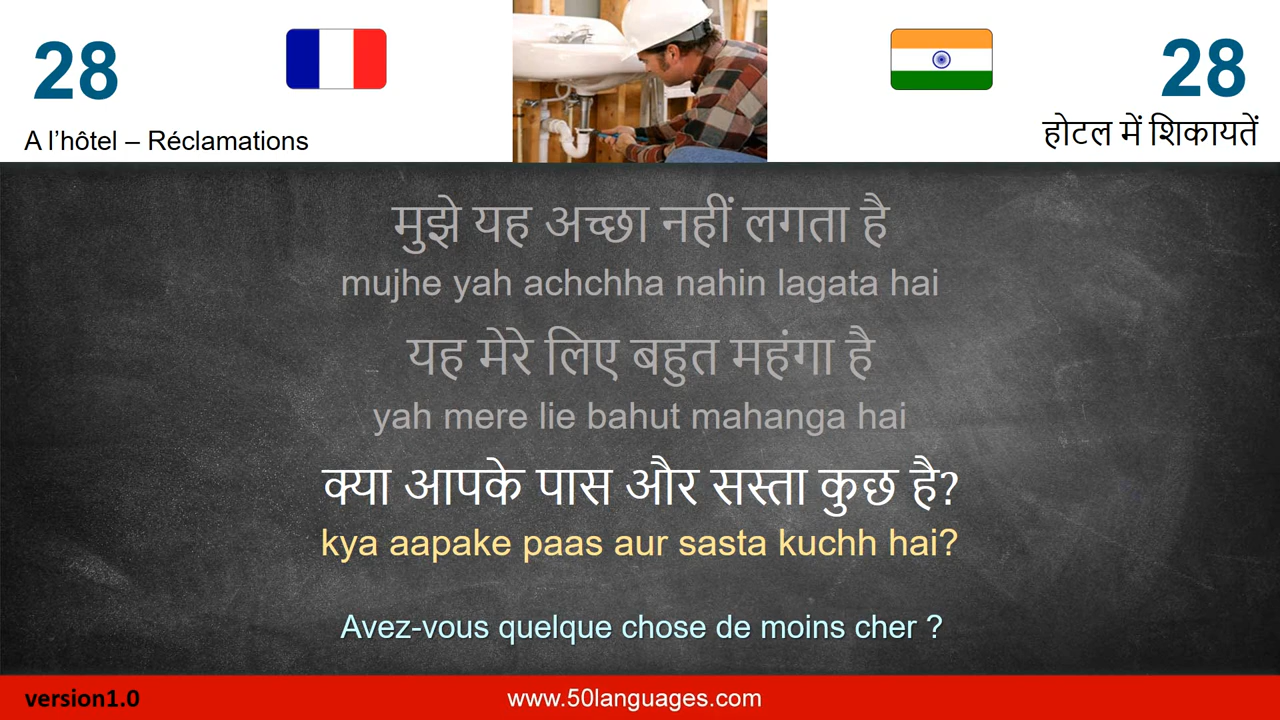 28
28
A l’hôtel – Réclamations
होटल में शिकायतें
मुझे यह अच्छा नहीं लगता है
mujhe yah achchha nahin lagata hai
यह मेरे लिए बहुत महंगा है
yah mere lie bahut mahanga hai
क्या आपके पास और सस्ता कुछ है?
kya aapake paas aur sasta kuchh hai?
Avez-vous quelque chose de moins cher ?
version1.0
www.50languages.com